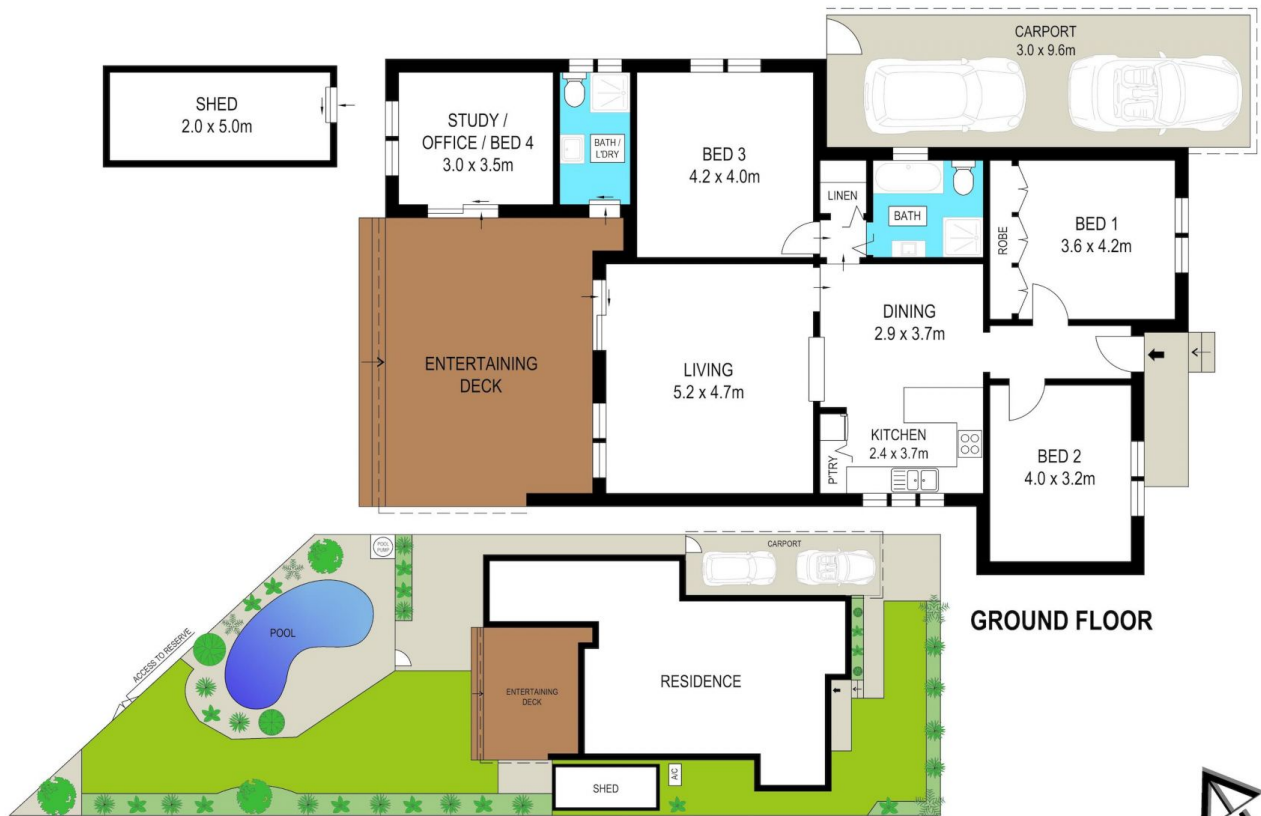 CARPORT
3.0 x 9.6m
SHED
2.0 x 5.0m
STUDY /
OFFICE / BED 4
3.0 x 3.5m
BATH /
L'DRY
BED 3
4.2 x 4.0m
LINEN
BATH
ROBE
BED 1
3.6 x 4.2m
DINING
2.9 x 3.7m
ENTERTAINING
DECK
LIVING
5.2 x 4.7m
KITCHEN
2.4 x 3.7m
P'TRY
BED 2
4.0 x 3.2m
GROUND FLOOR
POOL
PUMP
CARPORT
POOL
ACCESS TO RESERVE
ENTERTAINING
DECK
RESIDENCE
SHED
A/C